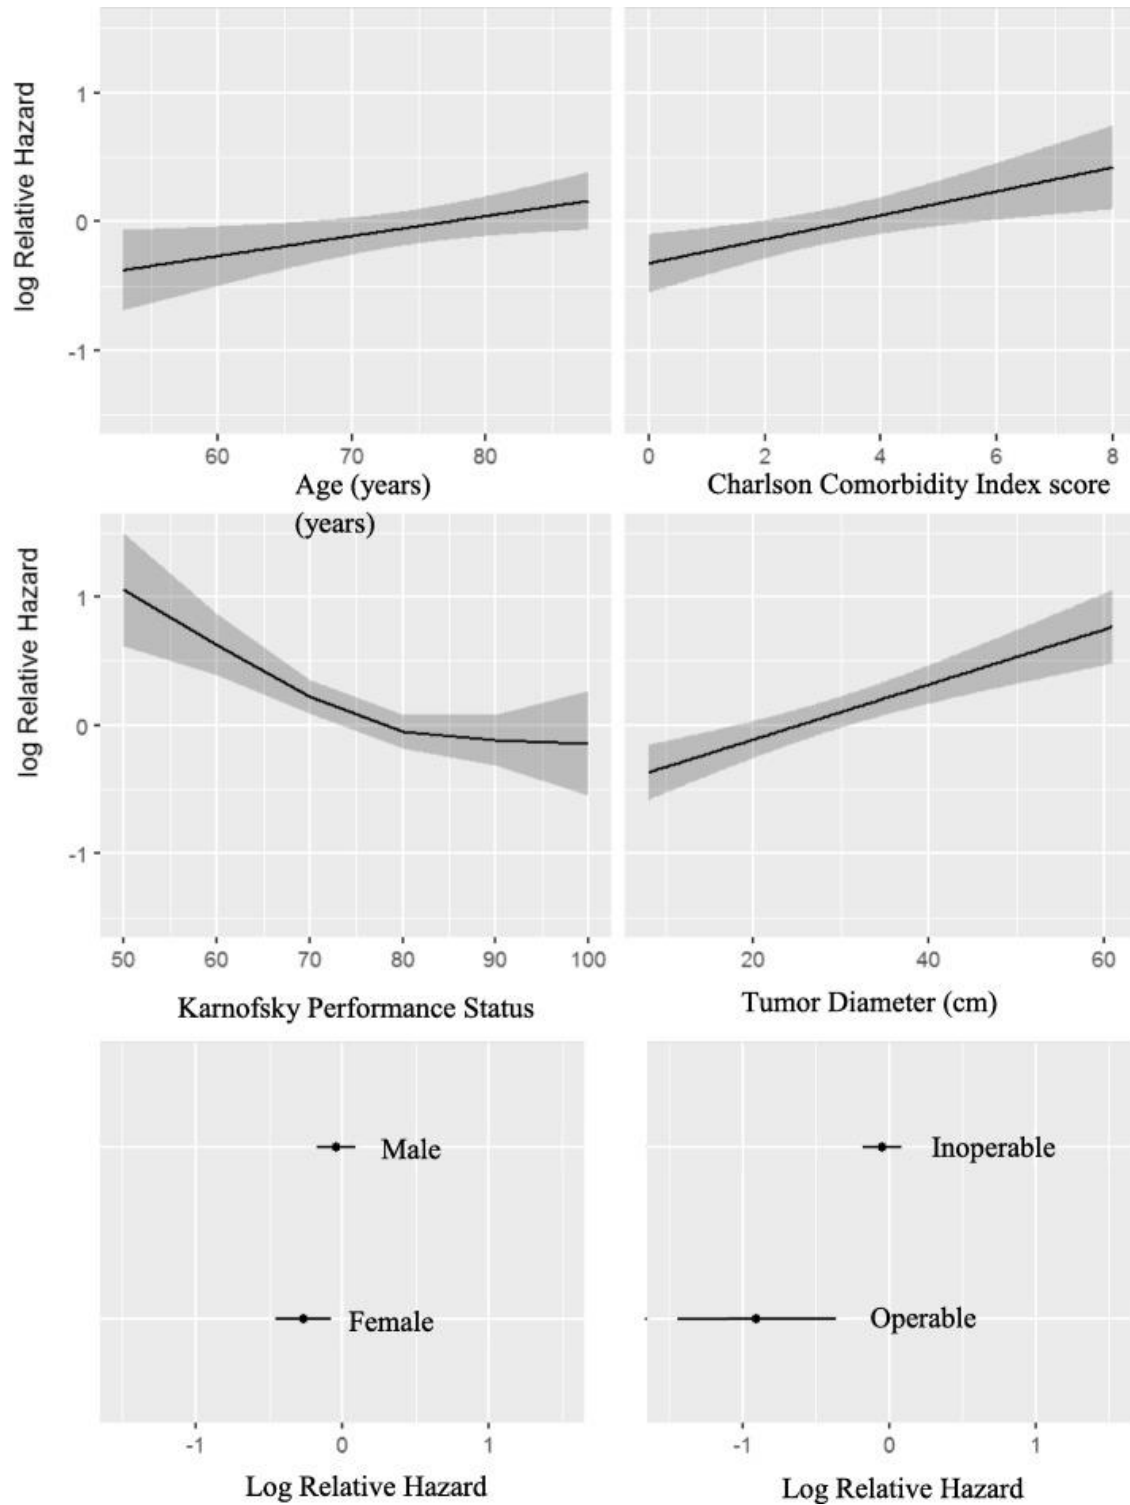 log Relative Hazard
1
0
-1
60 70 80
0 2 4 6 8
Age (years)
(years)
Charlson Comorbidity Index score
log Relative Hazard
1
0
-1
50 60 70 80 90 100
20 40 60
Karnofsky Performance Status
Tumor Diameter (cm)
Male
Inoperable
Female
Operable
-1 0 1
-1 0 1
Log Relative Hazard
Log Relative Hazard